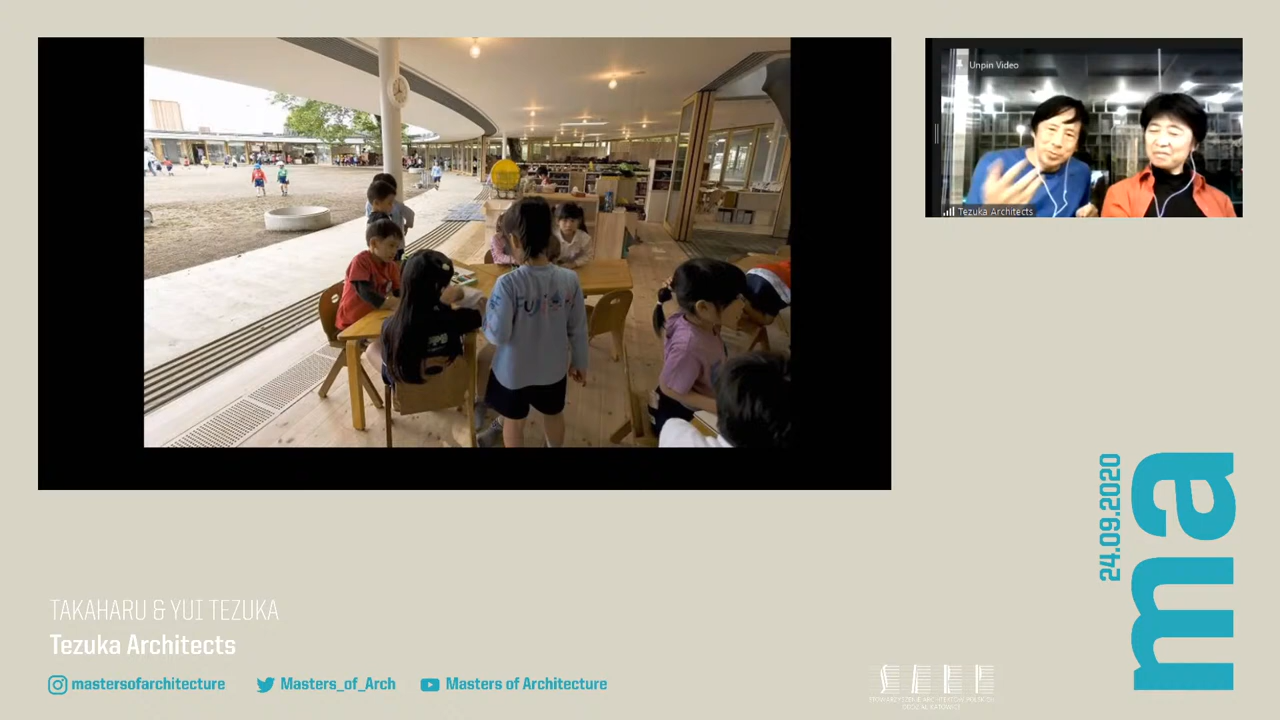 Unpin Video
Tezuka Architects
24.09.2020
ma
TAKAHARU & YUI TEZUKA
Tezuka Architects
mastersofarchitecture
Masters_of_Arch
Masters of Architecture